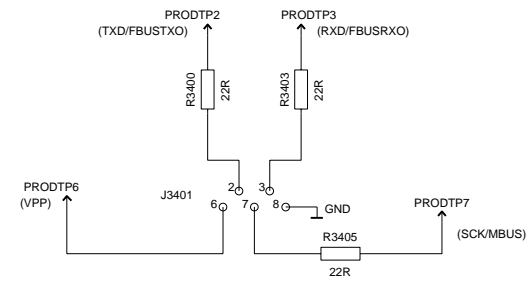 PRODTP2
PRODTP3
(TXD/FBUSTXO)
(RXD/FBUSRXO)
R3400
22R
R3403
22R
PRODTP6
(VPP)
J3401
2
3
6
7
8
GND
PRODTP7
(SCK/MBUS)
R3405
22R